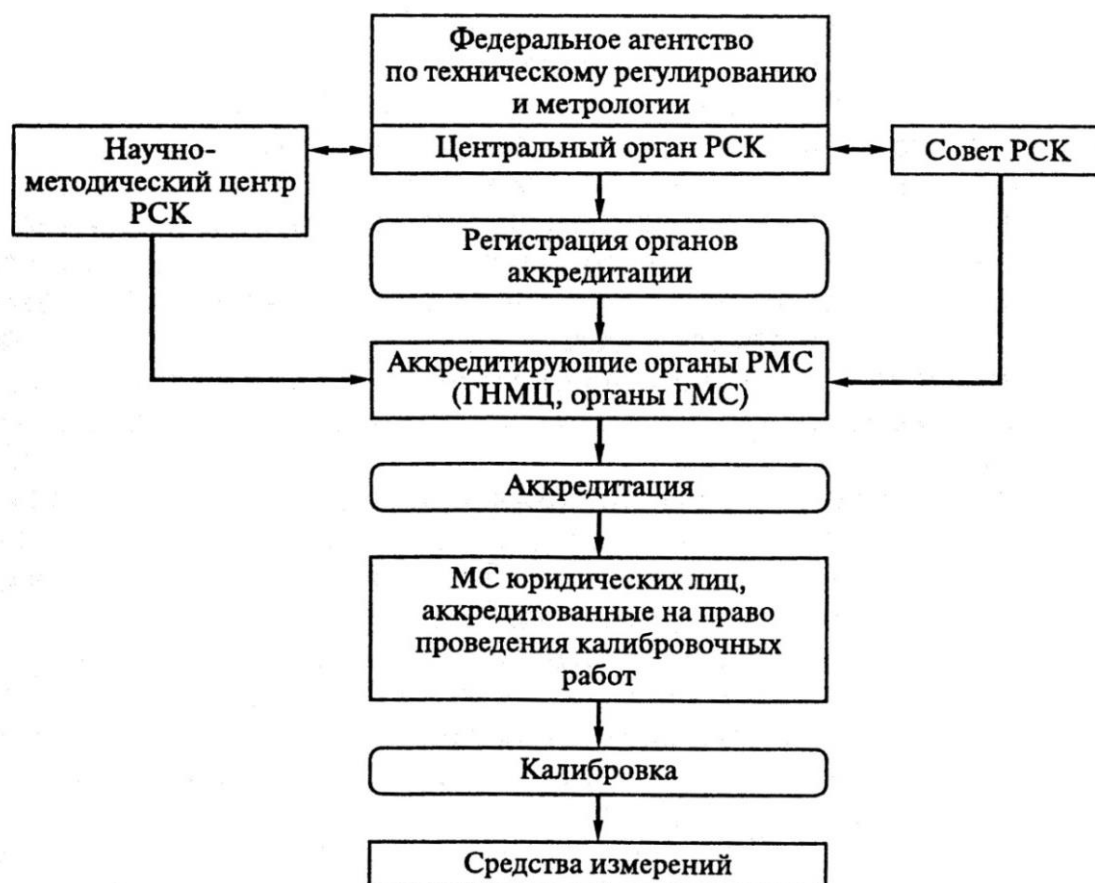 Федеральное агентство
по техническому регулированию
и метрологии
Научно-
методический центр
РСК
Центральный орган РСК
Совет РСК
Регистрация органов
аккредитации
Аккредитирующие органы РМС
(ГНМЦ, органы ГМС)
Аккредитация
МС юридических лиц,
аккредитованные на право
проведения калибровочных
работ
Калибровка
Средства измерений